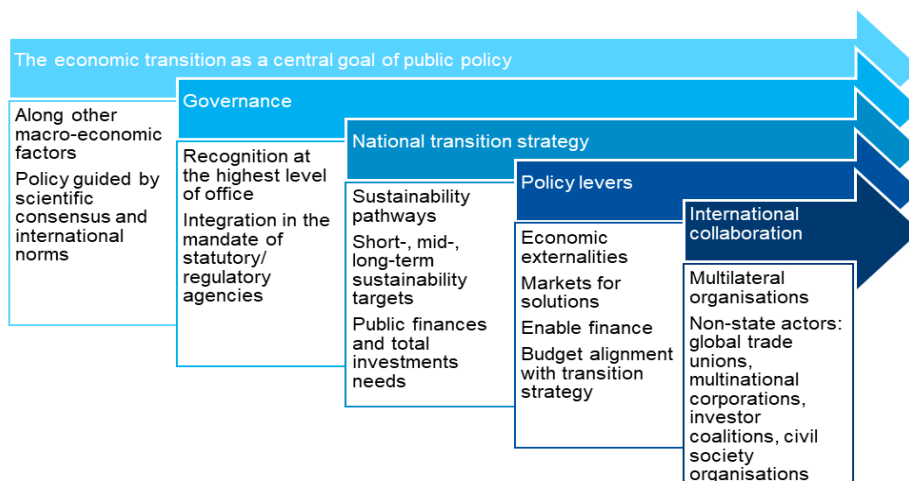 The economic transition as a central goal of public policy
Along other
macro-economic
factors
Policy guided by
scientific
consensus and
international
norms
Governance
Recognition at
the highest level
of office
Integration in the
mandate of
statutory/
regulatory
agencies
National transition strategy
Sustainability
pathways
Short-, mid-,
long-term
sustainability
targets
Public finances
and total
investments
needs
Policy levers
Economic
externalities
Markets for
solutions
Enable finance
Budget alignment
with transition
strategy
International
collaboration
Multilateral
organisations
Non-state actors:
global trade
unions,
multinational
corporations,
investor
coalitions, civil
society
organisations